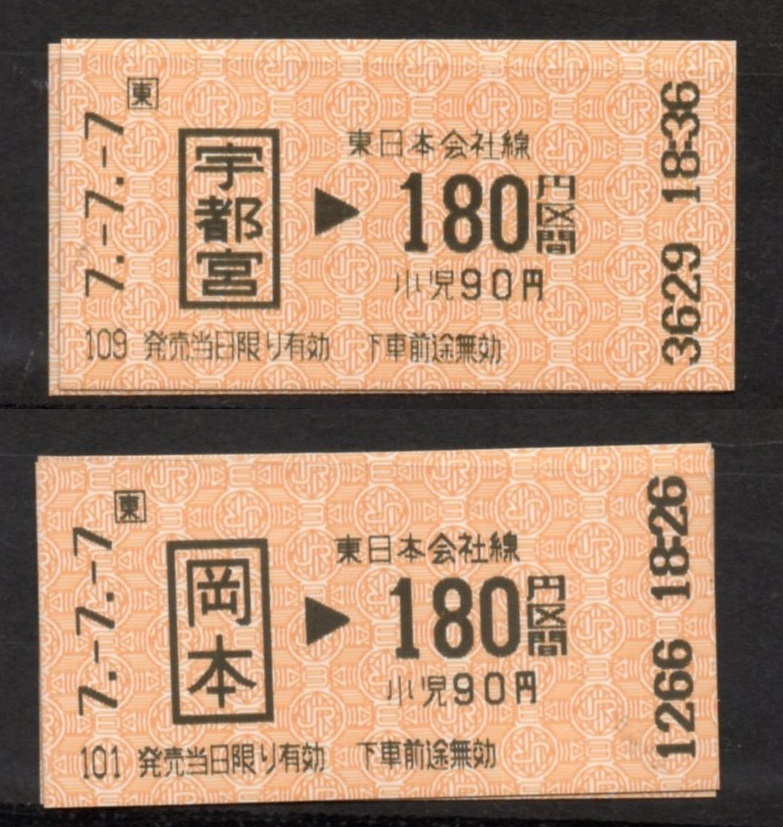 7.-7.-7
東
宇都宮
東日本会社線
▶ 180円区間
小児90円
109 発売当日限り有効 下車前途無効
3629 18-36
7.-7.-7
東
岡本
東日本会社線
▶ 180円区間
小児90円
101 発売当日限り有効 下車前途無効
1266 18-26